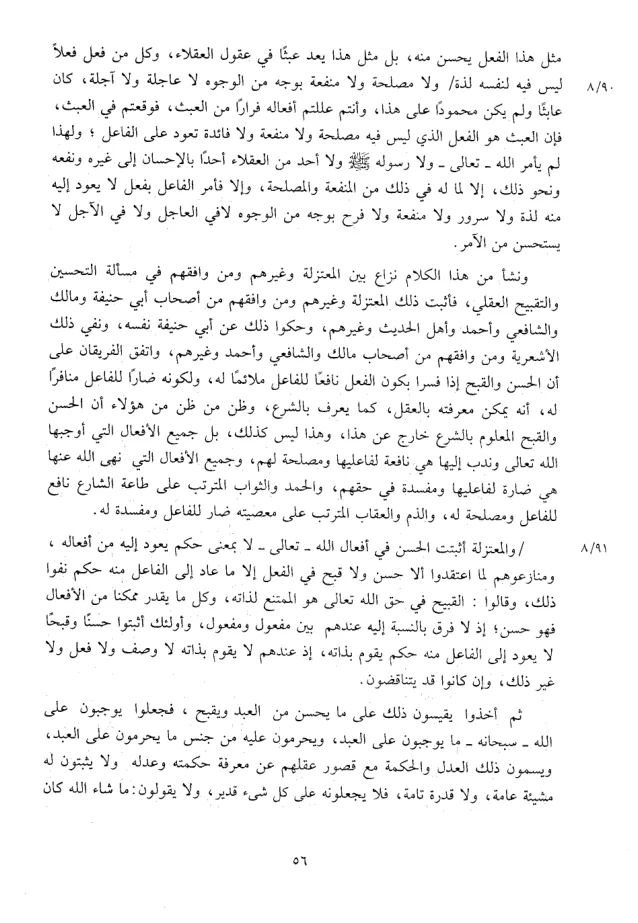 مثل هذا الفعل يحسن منه، بل مثل هذا يعد عبثًا في عقول العقلاء، وكل من فعل فعلاً
٨/٩٠ ليس فيه لنفسه لذة/ ولا مصلحة ولا منفعة بوجه من الوجوه لا عاجلة ولا آجلة، كان
عابثًا ولم يكن محمودًا على هذا، وأنتم عللتم أفعاله فرارًا من العبث، فوقعتم في العبث،
فإن العبث هو الفعل الذي ليس فيه مصلحة ولا منفعة ولا فائدة تعود على الفاعل ؛ ولهذا
لم يأمر الله ـ تعالى ـ ولا رسوله ﷺ ولا أحد من العقلاء أحدًا بالإحسان إلى غيره ونفعه
ونحو ذلك، إلا لما له في ذلك من المنفعة والمصلحة، وإلا فأمر الفاعل بفعل لا يعود إليه
منه لذة ولا سرور ولا منفعة ولا فرح بوجه من الوجوه لافي العاجل ولا في الآجل لا
يستحسن من الآمر.
ونشأ من هذا الكلام نزاع بين المعتزلة وغيرهم ومن وافقهم في مسألة التحسين
والتقبيح العقلي، فأثبت ذلك المعتزلة وغيرهم ومن وافقهم من أصحاب أبي حنيفة ومالك
والشافعي وأحمد وأهل الحديث وغيرهم، وحكوا ذلك عن أبي حنيفة نفسه، ونفي ذلك
الأشعرية ومن وافقهم من أصحاب مالك والشافعي وأحمد وغيرهم، واتفق الفريقان على
أن الحسن والقبح إذا فسرا بكون الفعل نافعًا للفاعل ملائمًا له، ولكونه ضارًا للفاعل منافرًا
له، أنه يمكن معرفته بالعقل، كما يعرف بالشرع، وظن من ظن من هؤلاء أن الحسن
والقبح المعلوم بالشرع خارج عن هذا، وهذا ليس كذلك، بل جميع الأفعال التي أوجبها
الله تعالى وندب إليها هي نافعة لفاعليها ومصلحة لهم، وجميع الأفعال التي نهى الله عنها
هي ضارة لفاعليها ومفسدة في حقهم، والحمد والثواب المترتب على طاعة الشارع نافع
للفاعل ومصلحة له، والذم والعقاب المترتب على معصيته ضار للفاعل ومفسدة له.
٨/٩١ /والمعتزلة أثبتت الحسن في أفعال الله ـ تعالى ـ لا بمعنى حكم يعود إليه من أفعاله ،
ومنازعوهم لما اعتقدوا ألا حسن ولا قبح في الفعل إلا ما عاد إلى الفاعل منه حكم نفوا
ذلك، وقالوا : القبيح في حق الله تعالى هو الممتنع لذاته، وكل ما يقدر ممكنا من الأفعال
فهو حسن؛ إذ لا فرق بالنسبة إليه عندهم بين مفعول ومفعول، وأولئك أثبتوا حسنًا وقبحًا
لا يعود إلى الفاعل منه حكم يقوم بذاته، إذ عندهم لا يقوم بذاته لا وصف ولا فعل ولا
غير ذلك، وإن كانوا قد يتناقضون.
ثم أخذوا يقيسون ذلك على ما يحسن من العبد ويقبح ، فجعلوا يوجبون على
الله ـ سبحانه ـ ما يوجبون على العبد، ويحرمون عليه من جنس ما يحرمون على العبد،
ويسمون ذلك العدل والحكمة مع قصور عقلهم عن معرفة حكمته وعدله ولا يثبتون له
مشيئة عامة، ولا قدرة تامة، فلا يجعلونه على كل شىء قدير، ولا يقولون: ما شاء الله كان
٥٦